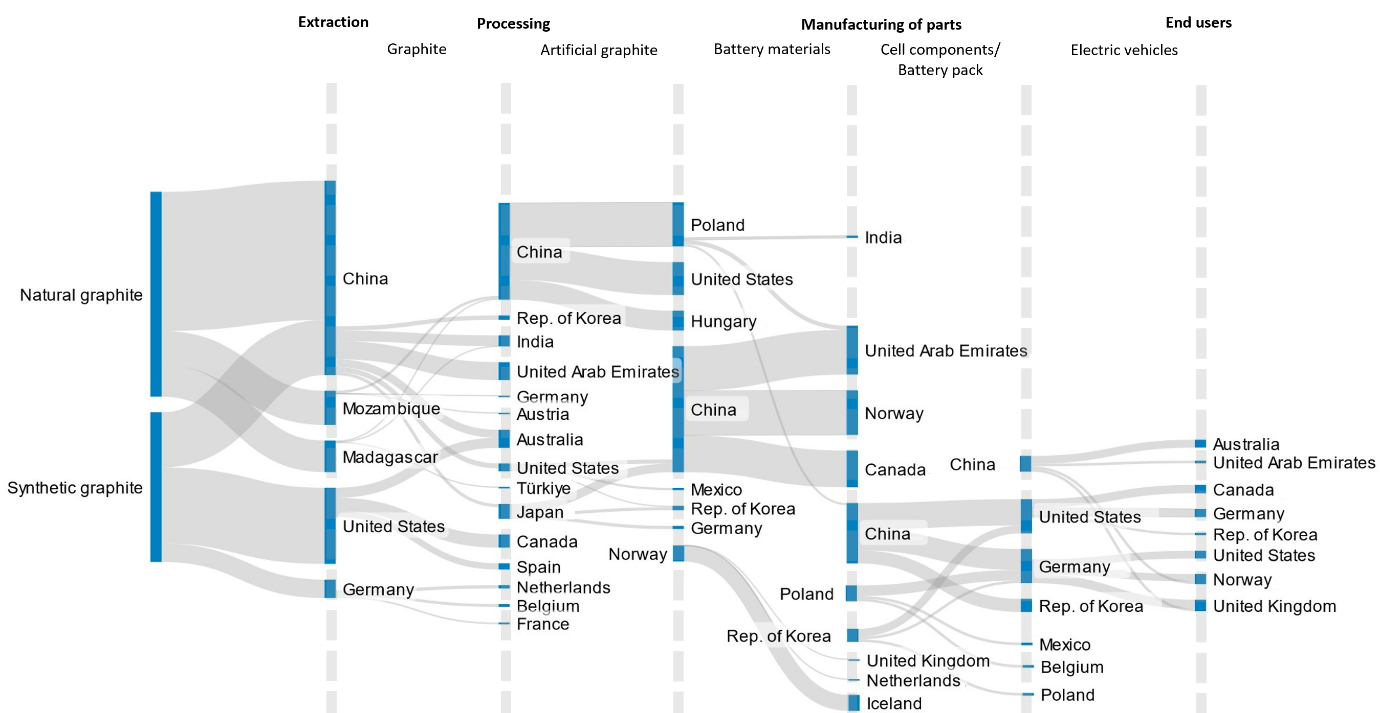 Extraction
Processing
Manufacturing of parts
End users
Graphite
Artificial graphite
Battery materials
Cell components/
Battery pack
Electric vehicles
Natural graphite
Synthetic graphite
China
Mozambique
Madagascar
United States
Germany
China
Rep. of Korea
India
United Arab Emirates
Germany
Austria
Australia
United States
Türkiye
Japan
Canada
Spain
Netherlands
Belgium
France
Poland
United States
Hungary
China
Mexico
Rep. of Korea
Germany
Norway
India
United Arab Emirates
Norway
Canada
China
Poland
Rep. of Korea
United Kingdom
Netherlands
Iceland
China
United States
Germany
Rep. of Korea
Mexico
Belgium
Poland
Australia
United Arab Emirates
Canada
Germany
Rep. of Korea
United States
Norway
United Kingdom